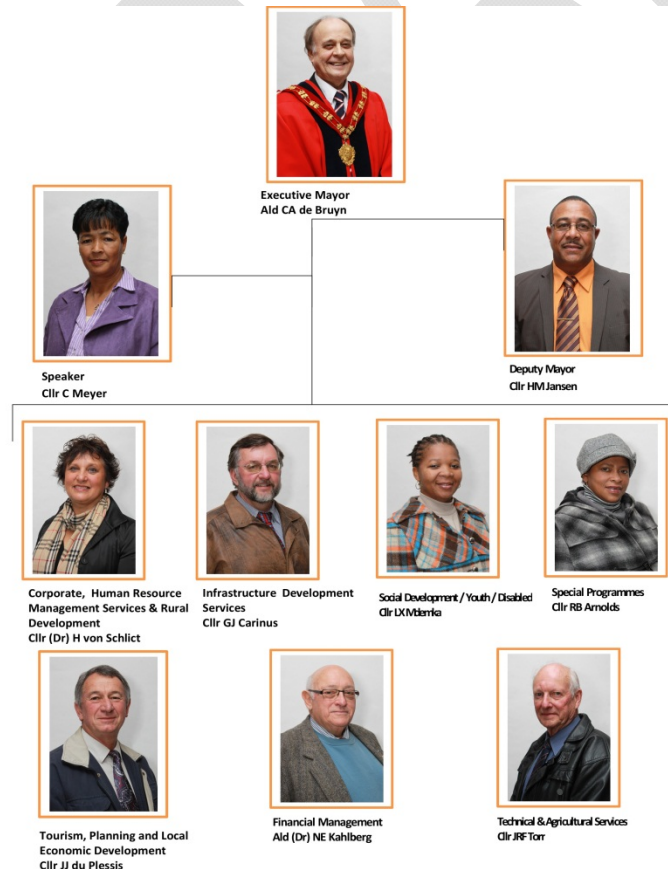 Executive Mayor
Ald CA de Bruyn
Speaker
Cllr C Meyer
Deputy Mayor
Cllr HM Jansen
Corporate, Human Resource
Management Services & Rural
Development
Cllr (Dr) H von Schlict
Infrastructure Development
Services
Cllr GJ Carinus
Social Development / Youth / Disabled
Cllr LX Mdemka
Special Programmes
Cllr RB Arnolds
Tourism, Planning and Local
Economic Development
Cllr JJ du Plessis
Financial Management
Ald (Dr) NE Kahlberg
Technical & Agricultural Services
Cllr JRF Torr